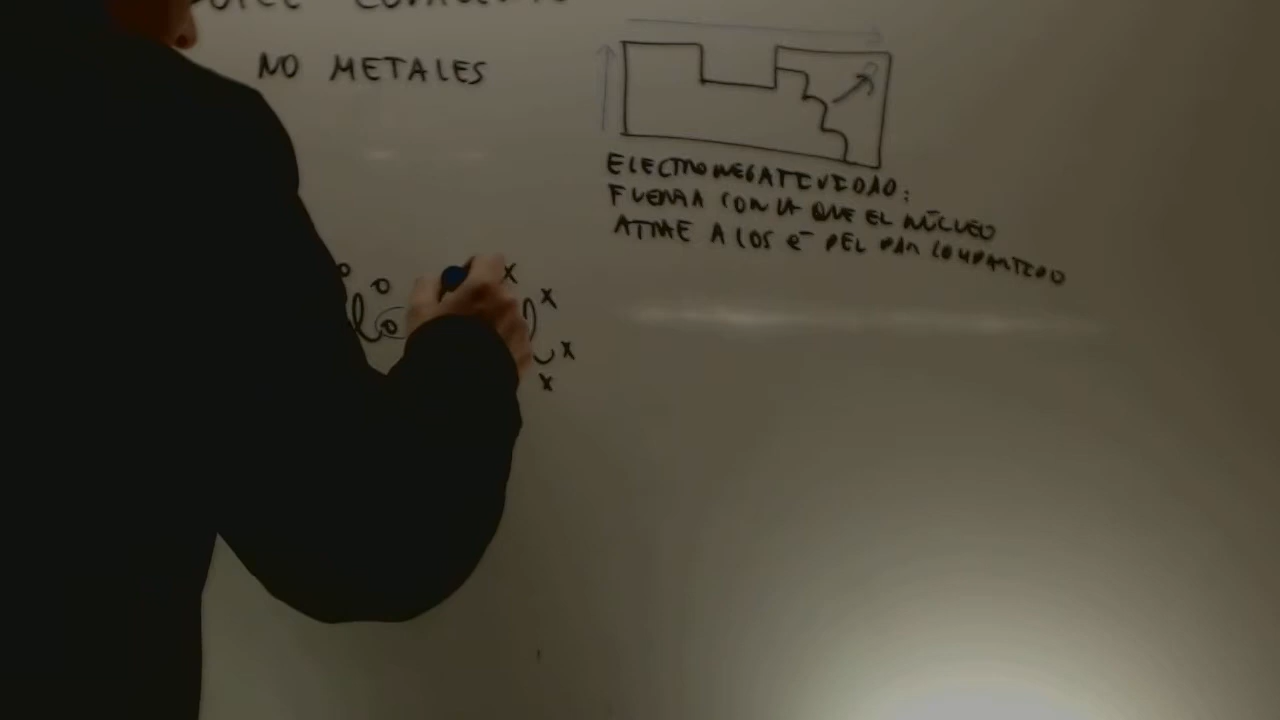 NO METALES
ELECTRONEGATIVIDAD:
FUERZA CON LA QUE EL NÚCLEO
ATRAE A LOS e⁻ DEL PAR COMPARTIDO
o o x x
l o x
x